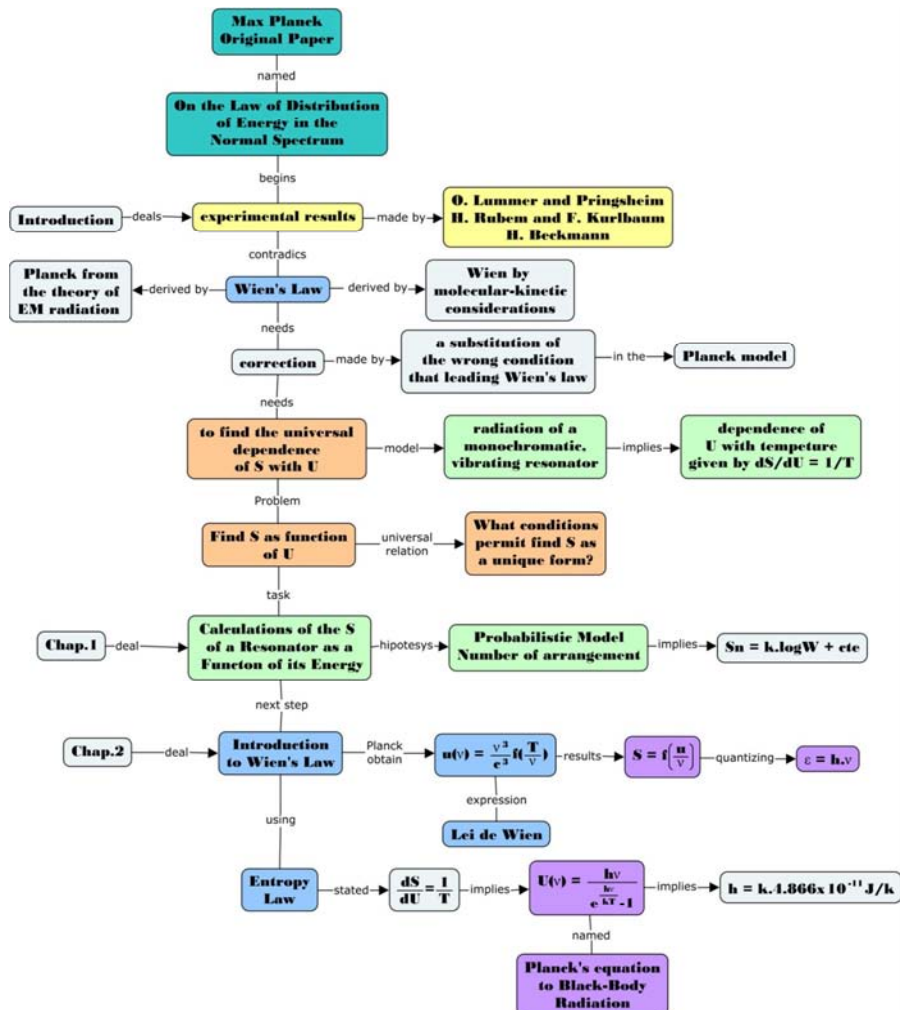 Max Planck
Original Paper
named
On the Law of Distribution
of Energy in the
Normal Spectrum
begins
Introduction
deals
experimental results
made by
O. Lummer and Pringsheim
H. Rubem and F. Kurlbaum
H. Beckmann
contradics
Planck from
the theory of
EM radiation
derived by
Wien's Law
derived by
Wien by
molecular-kinetic
considerations
needs
correction
made by
a substitution of
the wrong condition
that leading Wien's law
in the
Planck model
needs
to find the universal
dependence
of S with U
model
radiation of a
monochromatic,
vibrating resonator
implies
dependence of
U with tempeture
given by dS/dU = 1/T
Problem
Find S as function
of U
universal
relation
What conditions
permit find S as
a unique form?
task
Chap.1
deal
Calculations of the S
of a Resonator as a
Functon of its Energy
hipotesys
Probabilistic Model
Number of arrangement
implies
Sn = k.logW + cte
next step
Chap.2
deal
Introduction
to Wien's Law
Planck
obtain
u(ν) = ν³/c³ f(T/ν)
results
S = f(u/ν)
quantizing
ε = h.ν
expression
Lei de Wien
using
Entropy
Law
stated
dS/dU = 1/T
implies
U(ν) = hν / e^(hν/kT) -1
implies
h = k.4.866x10⁻¹¹J/k
named
Planck's equation
to Black-Body
Radiation